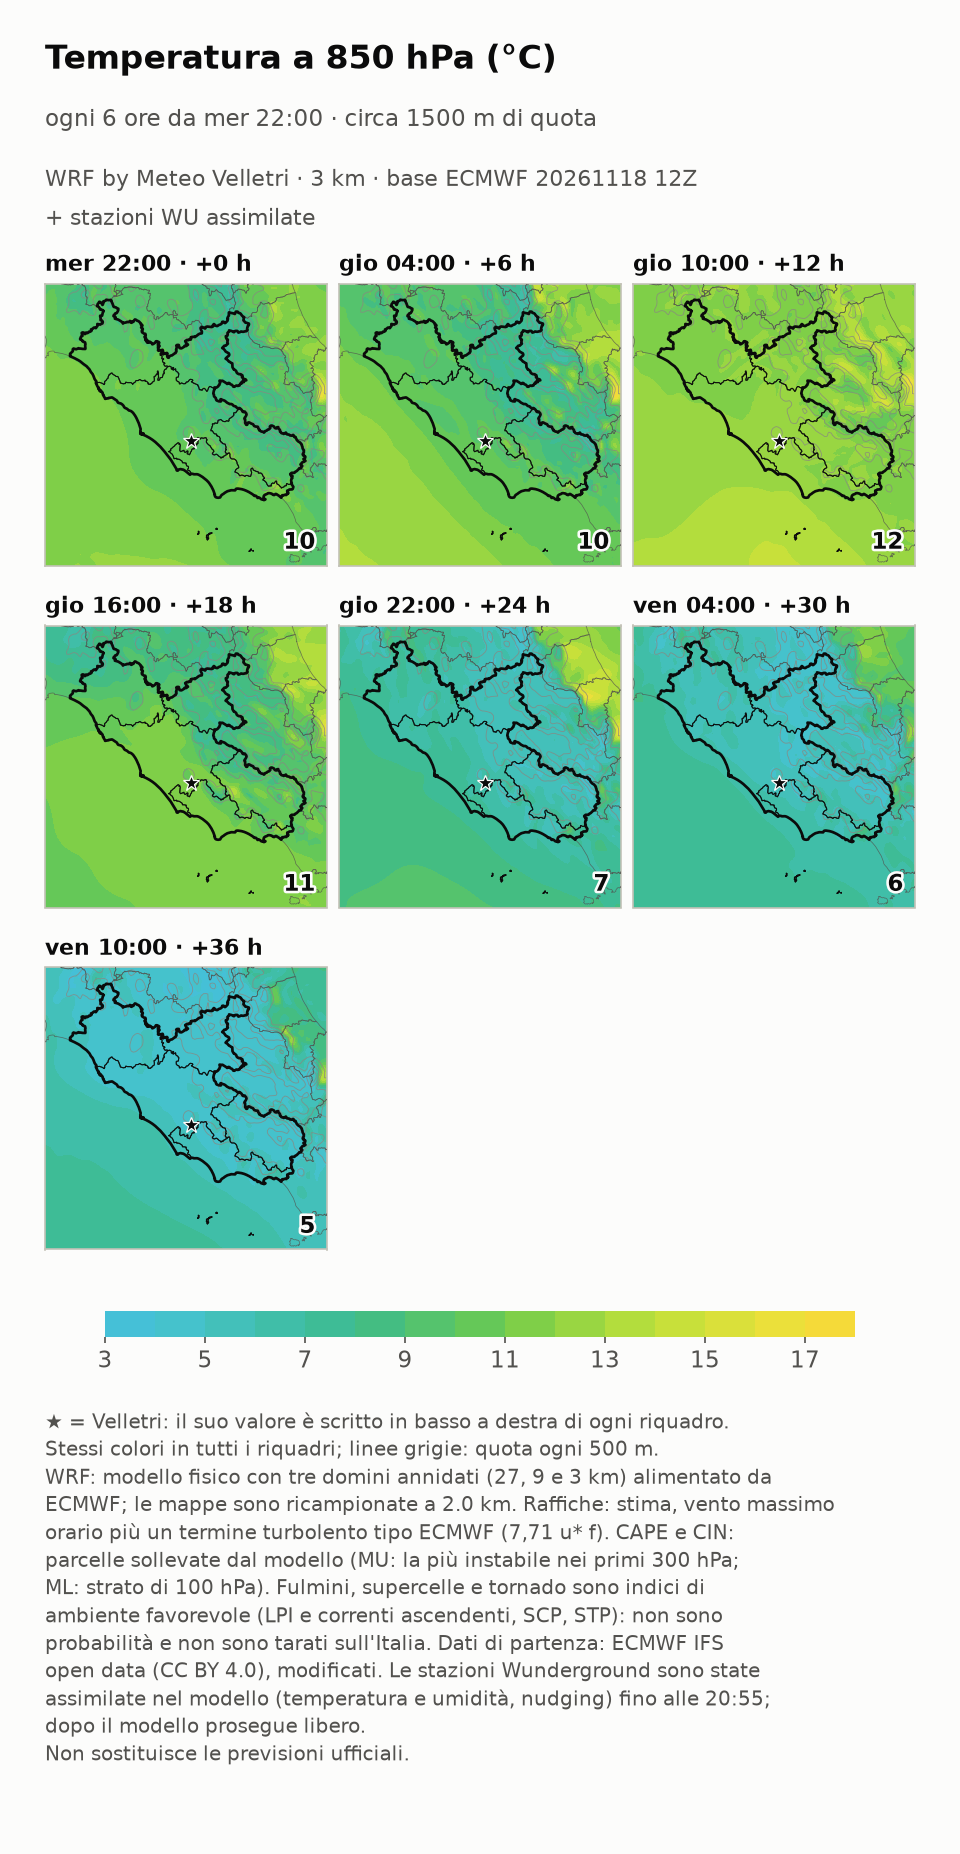 Temperatura a 850 hPa (°C)
ogni 6 ore da mer 22:00 · circa 1500 m di quota
WRF by Meteo Velletri · 3 km · base ECMWF 20261118 12Z
+ stazioni WU assimilate
mer 22:00 · +0 h
gio 04:00 · +6 h
gio 10:00 · +12 h
10
10
12
gio 16:00 · +18 h
gio 22:00 · +24 h
ven 04:00 · +30 h
11
7
6
ven 10:00 · +36 h
5
3 5 7 9 11 13 15 17
★ = Velletri: il suo valore è scritto in basso a destra di ogni riquadro.
Stessi colori in tutti i riquadri; linee grigie: quota ogni 500 m.
WRF: modello fisico con tre domini annidati (27, 9 e 3 km) alimentato da
ECMWF; le mappe sono ricampionate a 2.0 km. Raffiche: stima, vento massimo
orario più un termine turbolento tipo ECMWF (7,71 u* f). CAPE e CIN:
parcelle sollevate dal modello (MU: la più instabile nei primi 300 hPa;
ML: strato di 100 hPa). Fulmini, supercelle e tornado sono indici di
ambiente favorevole (LPI e correnti ascendenti, SCP, STP): non sono
probabilità e non sono tarati sull'Italia. Dati di partenza: ECMWF IFS
open data (CC BY 4.0), modificati. Le stazioni Wunderground sono state
assimilate nel modello (temperatura e umidità, nudging) fino alle 20:55;
dopo il modello prosegue libero.
Non sostituisce le previsioni ufficiali.